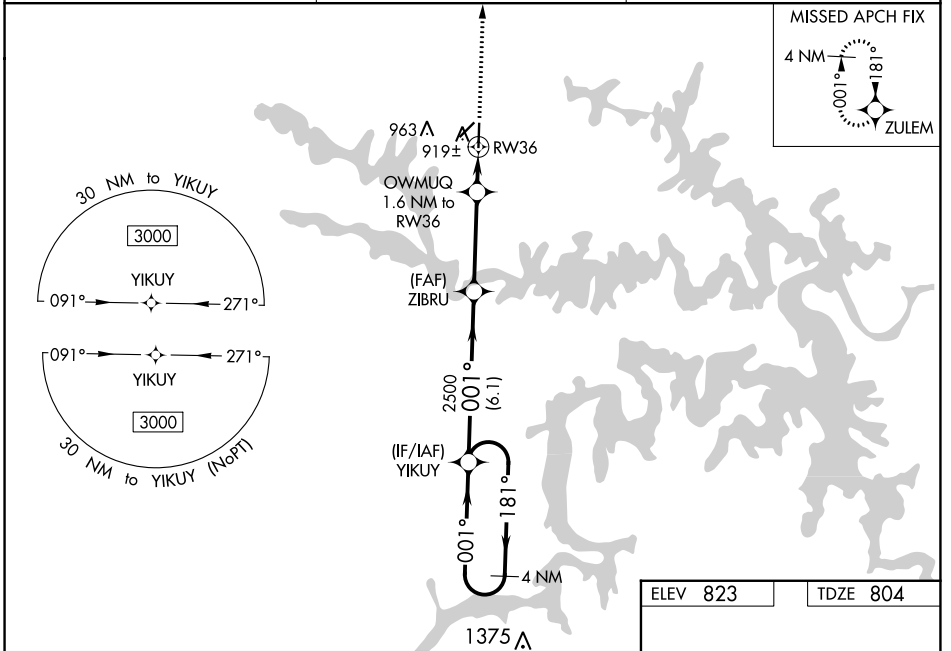 MISSED APCH FIX
4 NM
001°
181°
ZULEM
963
919±
RW36
OWMUQ
1.6 NM to
RW36
(FAF)
ZIBRU
2500
001°
(6.1)
(IF/IAF)
YIKUY
001°
181°
4 NM
1375
30 NM to YIKUY
3000
YIKUY
091°
271°
091°
271°
YIKUY
3000
30 NM to YIKUY (NoPT)
ELEV 823
TDZE 804